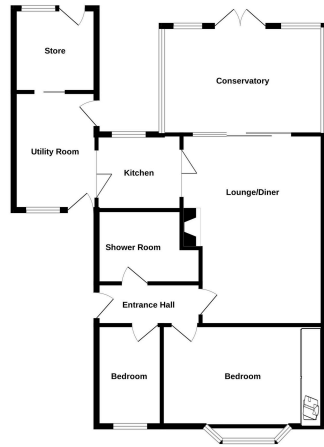 Store
Conservatory
Utility Room
Kitchen
Lounge/Diner
Shower Room
Entrance Hall
Bedroom
Bedroom